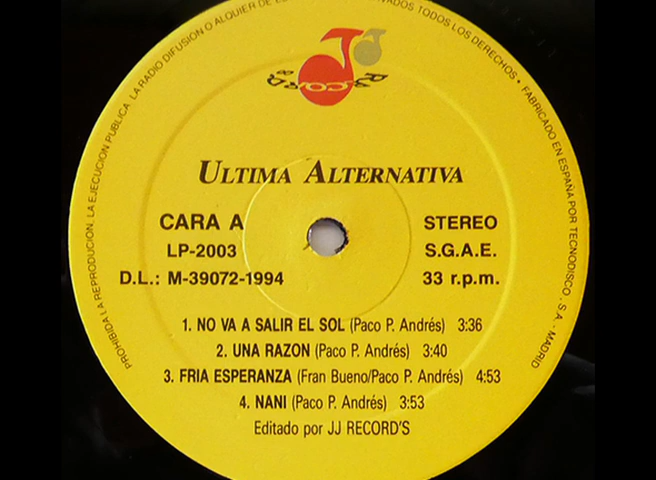 PROHIBIDA LA REPRODUCION, LA EJECUCION PUBLICA, LA RADIO DIFUSION O ALQUILER DE
NADOS TODOS LOS DERECHOS • FABRICADO EN ESPAÑA POR TECNODISCO, S.A. - MADRID
ULTIMA ALTERNATIVA
CARA A STEREO
LP-2003 S.G.A.E.
D.L.: M-39072-1994 33 r.p.m.
1. NO VA A SALIR EL SOL (Paco P. Andrés) 3:36
2. UNA RAZON (Paco P. Andrés) 3:40
3. FRIA ESPERANZA (Fran Bueno/Paco P. Andrés) 4:53
4. NANI (Paco P. Andrés) 3:53
Editado por JJ RECORD'S